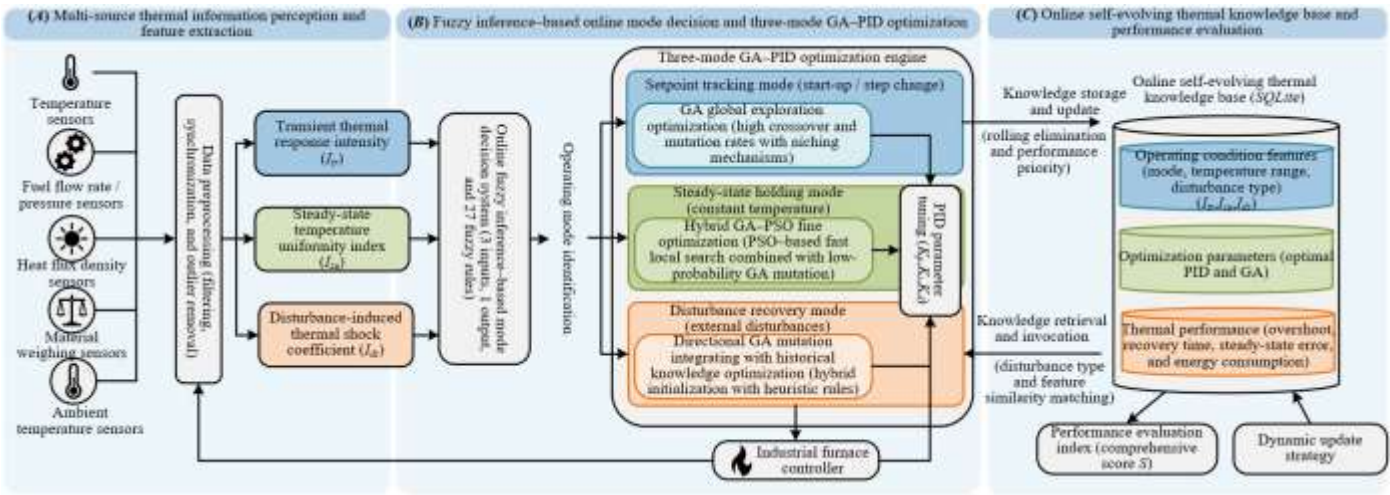 (A) Multi-source thermal information perception and
feature extraction
Temperature
sensors
Fuel flow rate /
pressure sensors
Heat flux density
sensors
Material
weighing sensors
Ambient
temperature sensors
Data preprocessing (filtering,
synchronization, and outlier removal)
Transient thermal
response intensity
Steady-state
temperature
uniformity index
Disturbance-induced
thermal shock
coefficient
(B) Fuzzy inference–based online mode decision and three-mode GA–PID optimization
Online fuzzy inference–based mode
decision system (3 inputs, 1 output,
and 27 fuzzy rules)
Operating mode identification
Three-mode GA–PID optimization engine
Setpoint tracking mode (start-up / step change)
GA global exploration
optimization (high crossover and
mutation rates with niching
mechanisms)
Steady-state holding mode
(constant temperature)
Hybrid GA–PSO fine
optimization (PSO–based fast
local search combined with low-
probability GA mutation)
Disturbance recovery mode
(external disturbances)
Directional GA mutation
integrating with historical
knowledge optimization (hybrid
initialization with heuristic rules)
PID parameter
tuning
Industrial furnace
controller
(C) Online self-evolving thermal knowledge base and
performance evaluation
Knowledge storage
and update
(rolling elimination
and performance
priority)
Knowledge retrieval
and invocation
(disturbance type
and feature
similarity matching)
Online self-evolving thermal
knowledge base (SQLite)
Operating condition features
(mode, temperature range,
disturbance type)
Optimization parameters (optimal
PID and GA)
Thermal performance (overshoot,
recovery time, steady-state error,
and energy consumption)
Performance evaluation
index (comprehensive
score S)
Dynamic update
strategy